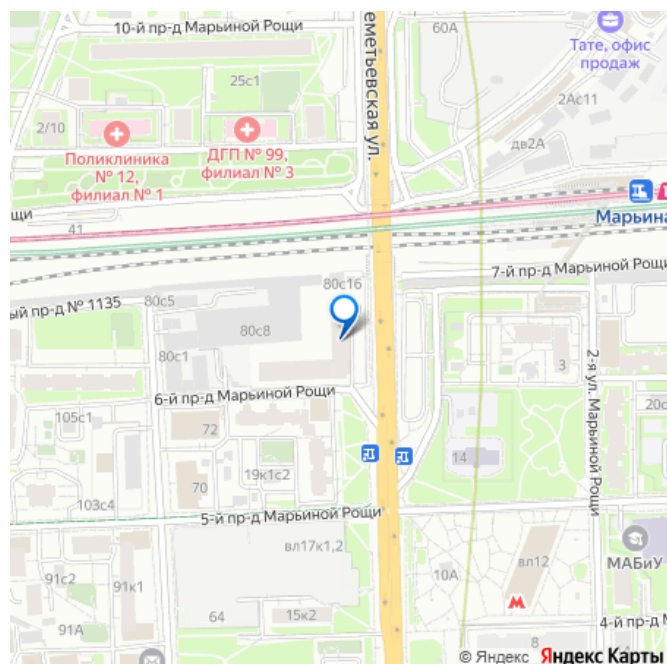 10-й пр-д Марьиной Рощи
60А
Тате, офис
продаж
еметьевская ул.
25с1
2Ас11
2/10
дв2А
Поликлиника
№ 12,
филиал № 1
ДГП № 99,
филиал № 3
щи
41
Марьина
7-й пр-д Марьиной Рощи
80с16
ый пр-д № 1135
80с5
80с8
80с1
3
2-я ул. Марьиной Рощи
6-й пр-д Марьиной Рощи
20с
105с1
72
14
19к1с2
70
103с4
5-й пр-д Марьиной Рощи
вл17к1,2
вл12
МАБиУ
91с2
91к1
10А
64
15к2
91А
4-й пр-д М
8
© Яндекс Яндекс Карты